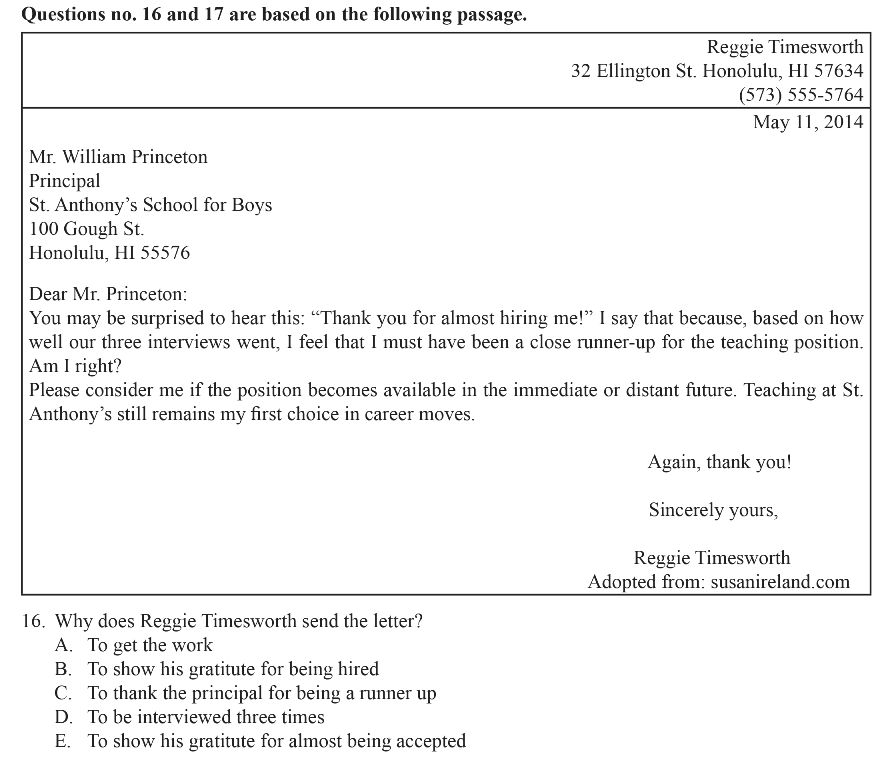 Questions no. 16 and 17 are based on the following passage.
Reggie Timesworth
32 Ellington St. Honolulu, HI 57634
(573) 555-5764
May 11, 2014
Mr. William Princeton
Principal
St. Anthony’s School for Boys
100 Gough St.
Honolulu, HI 55576
Dear Mr. Princeton:
You may be surprised to hear this: “Thank you for almost hiring me!” I say that because, based on how
well our three interviews went, I feel that I must have been a close runner-up for the teaching position.
Am I right?
Please consider me if the position becomes available in the immediate or distant future. Teaching at St.
Anthony’s still remains my first choice in career moves.
Again, thank you!
Sincerely yours,
Reggie Timesworth
Adopted from: susanireland.com
16. Why does Reggie Timesworth send the letter?
A. To get the work
B. To show his gratitute for being hired
C. To thank the principal for being a runner up
D. To be interviewed three times
E. To show his gratitute for almost being accepted